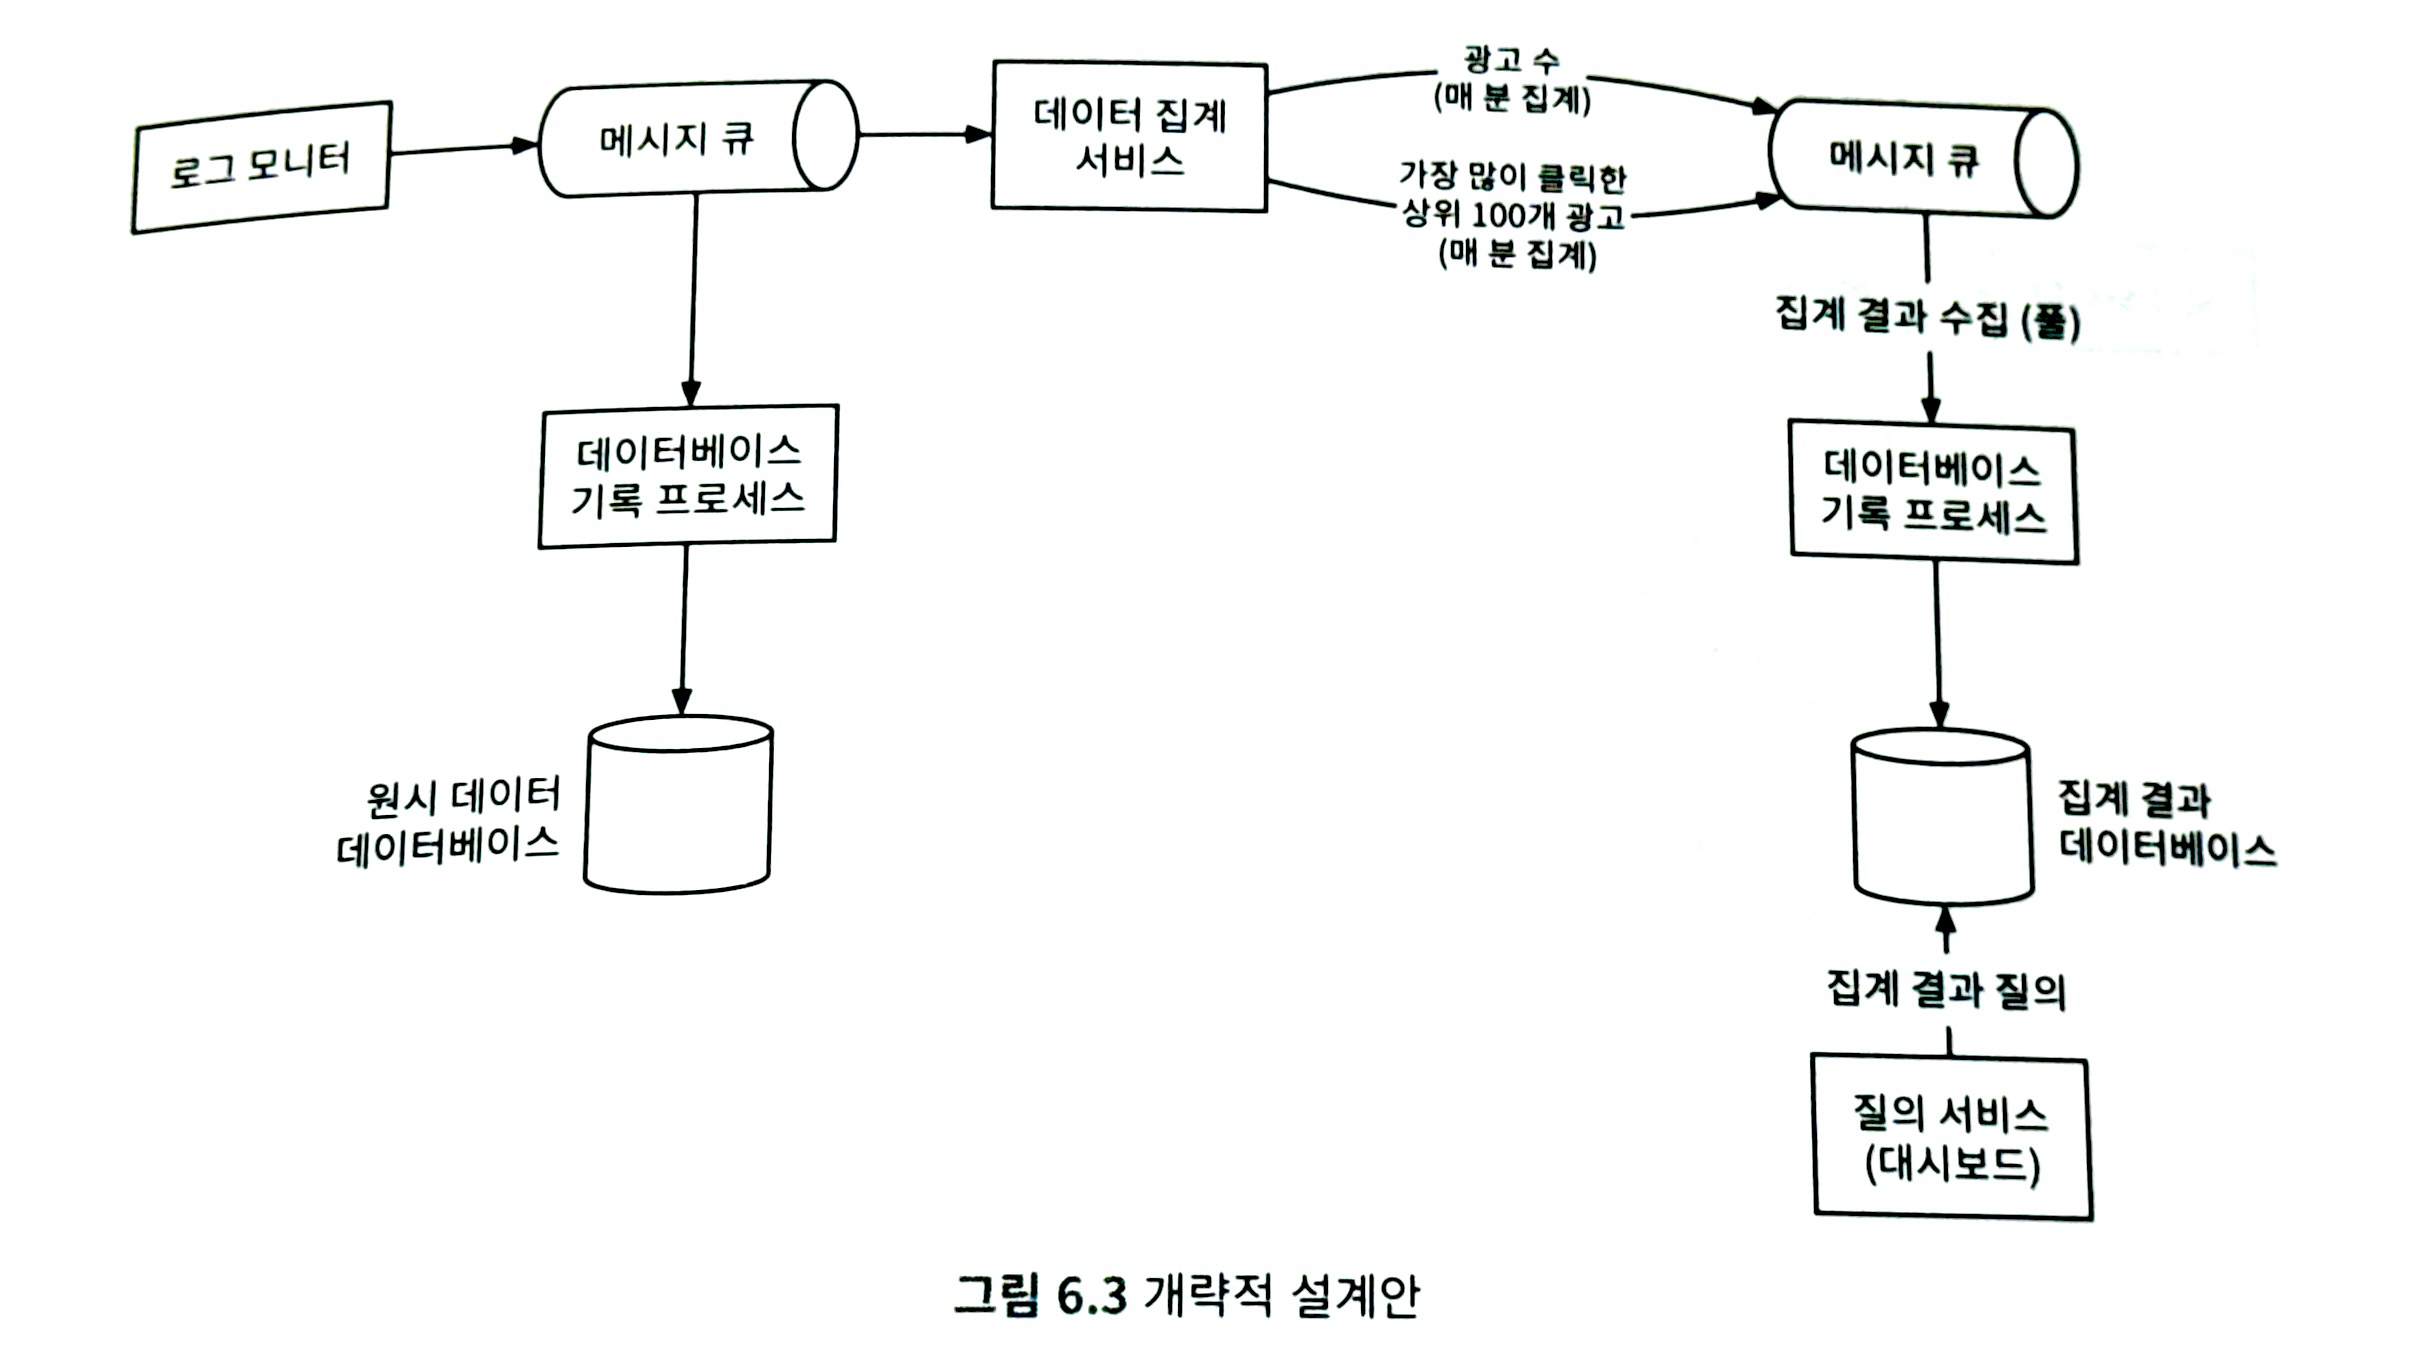 로그 모니터
메시지 큐
데이터 집계
서비스
광고 수
(매 분 집계)
가장 많이 클릭한
상위 100개 광고
(매 분 집계)
메시지 큐
집계 결과 수집 (풀)
데이터베이스
기록 프로세스
데이터베이스
기록 프로세스
원시 데이터
데이터베이스
집계 결과
데이터베이스
집계 결과 질의
질의 서비스
(대시보드)
그림 6.3 개략적 설계안